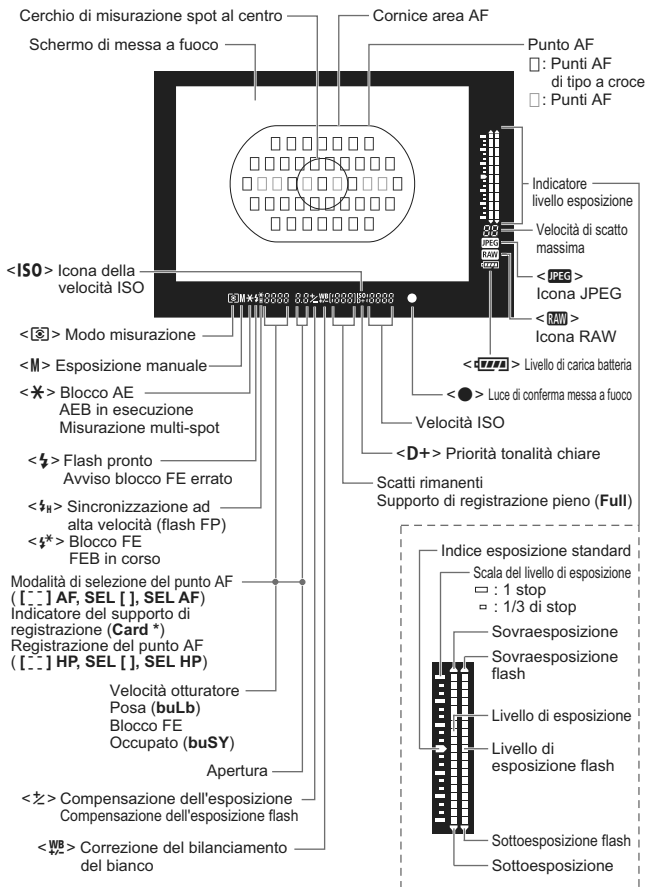 Cerchio di misurazione spot al centro
Cornice area AF
Schermo di messa a fuoco
Punto AF
: Punti AF
di tipo a croce
: Punti AF
Indicatore
livello esposizione
Velocità di scatto
massima
<JPEG>
Icona JPEG
<RAW>
Icona RAW
<ISO> Icona della
velocità ISO
< > Modo misurazione
< > Livello di carica batteria
<M> Esposizione manuale
<●> Luce di conferma messa a fuoco
<✱> Blocco AE
AEB in esecuzione
Misurazione multi-spot
Velocità ISO
<D+> Priorità tonalità chiare
<⚡> Flash pronto
Avviso blocco FE errato
Scatti rimanenti
Supporto di registrazione pieno (Full)
<⚡H> Sincronizzazione ad
alta velocità (flash FP)
<⚡*> Blocco FE
FEB in corso
Modalità di selezione del punto AF
([ ] AF, SEL [ ], SEL AF)
Indicatore del supporto di
registrazione (Card *)
Registrazione del punto AF
([ ] HP, SEL [ ], SEL HP)
Velocità otturatore
Posa (buLb)
Blocco FE
Occupato (buSY)
Apertura
<+/-> Compensazione dell'esposizione
Compensazione dell'esposizione flash
<WB +/-> Correzione del bilanciamento
del bianco
Indice esposizione standard
Scala del livello di esposizione
: 1 stop
: 1/3 di stop
Sovraesposizione
Sovraesposizione
flash
Livello di esposizione
Livello di
esposizione flash
Sottoesposizione flash
Sottoesposizione